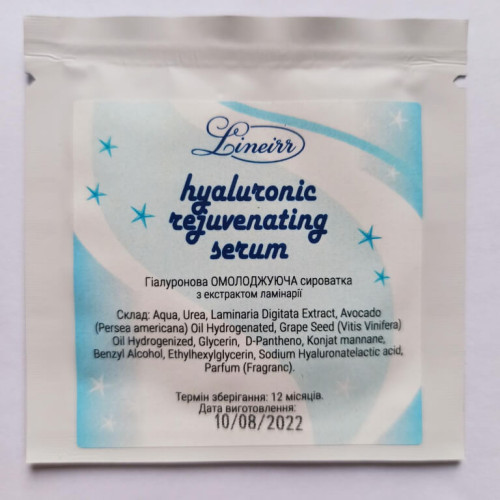 Lineirr
hyaluronic
rejuvenating
serum
Гіалуронова ОМОЛОДЖУЮЧА сироватка
з екстрактом ламінарії
Склад: Aqua, Urea, Laminaria Digitata Extract, Avocado
(Persea americana) Oil Hydrogenated, Grape Seed (Vitis Vinifera)
Oil Hydrogenized, Glycerin, D-Pantheno, Konjat mannane,
Benzyl Alcohol, Ethylhexylglycerin, Sodium Hyaluronatelactic acid,
Parfum (Fragranc).
Термін зберігання: 12 місяців.
Дата виготовлення:
10/08/2022